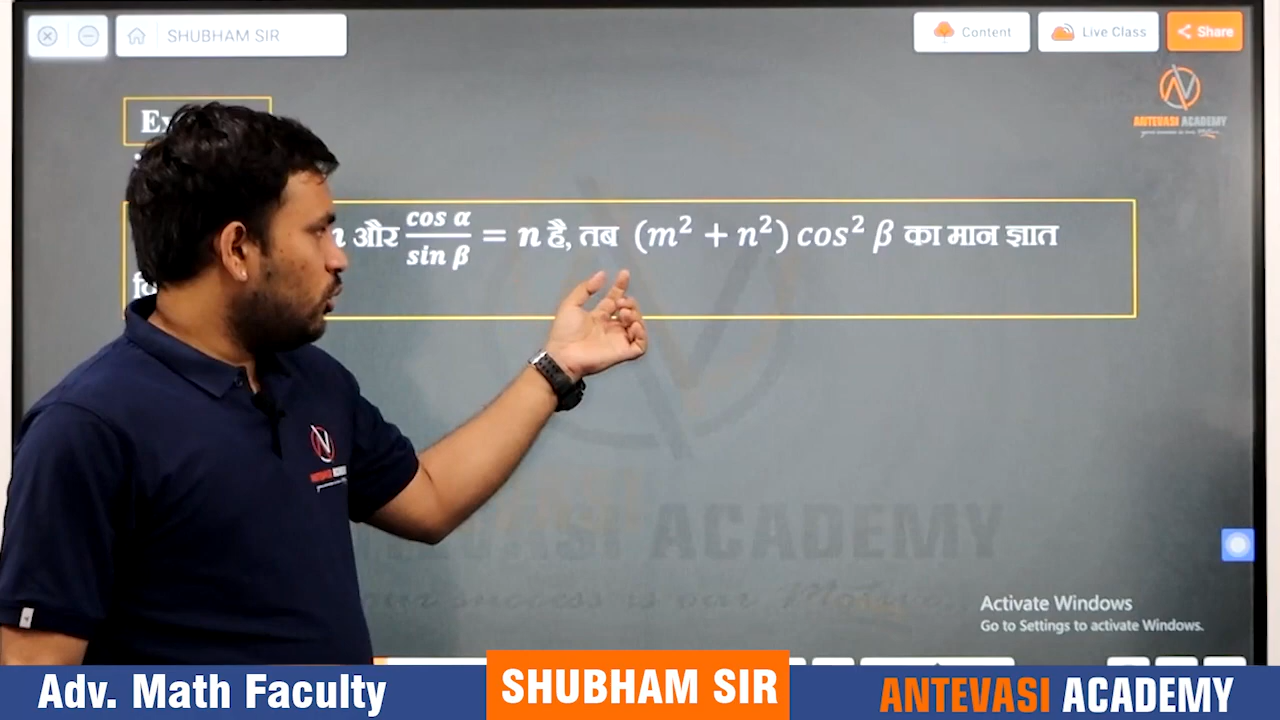 SHUBHAM SIR
Content
Live Class
Share
ANTEVASI ACADEMY
और cos α / sin β = n है, तब (m² + n²) cos² β का मान ज्ञात
ACADEMY
Activate Windows
Go to Settings to activate Windows.
Adv. Math Faculty
SHUBHAM SIR
ANTEVASI ACADEMY